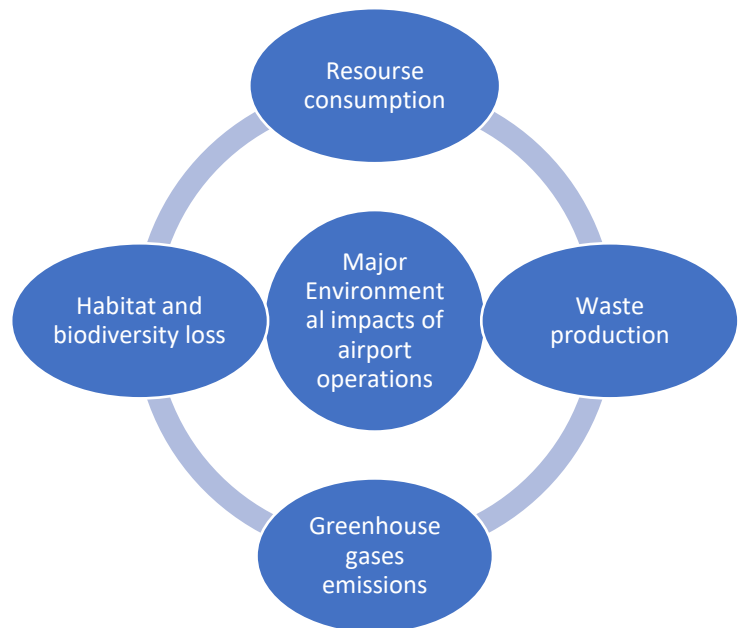 Resourse
consumption
Habitat and
biodiversity loss
Major
Environment
al impacts of
airport
operations
Waste
production
Greenhouse
gases
emissions